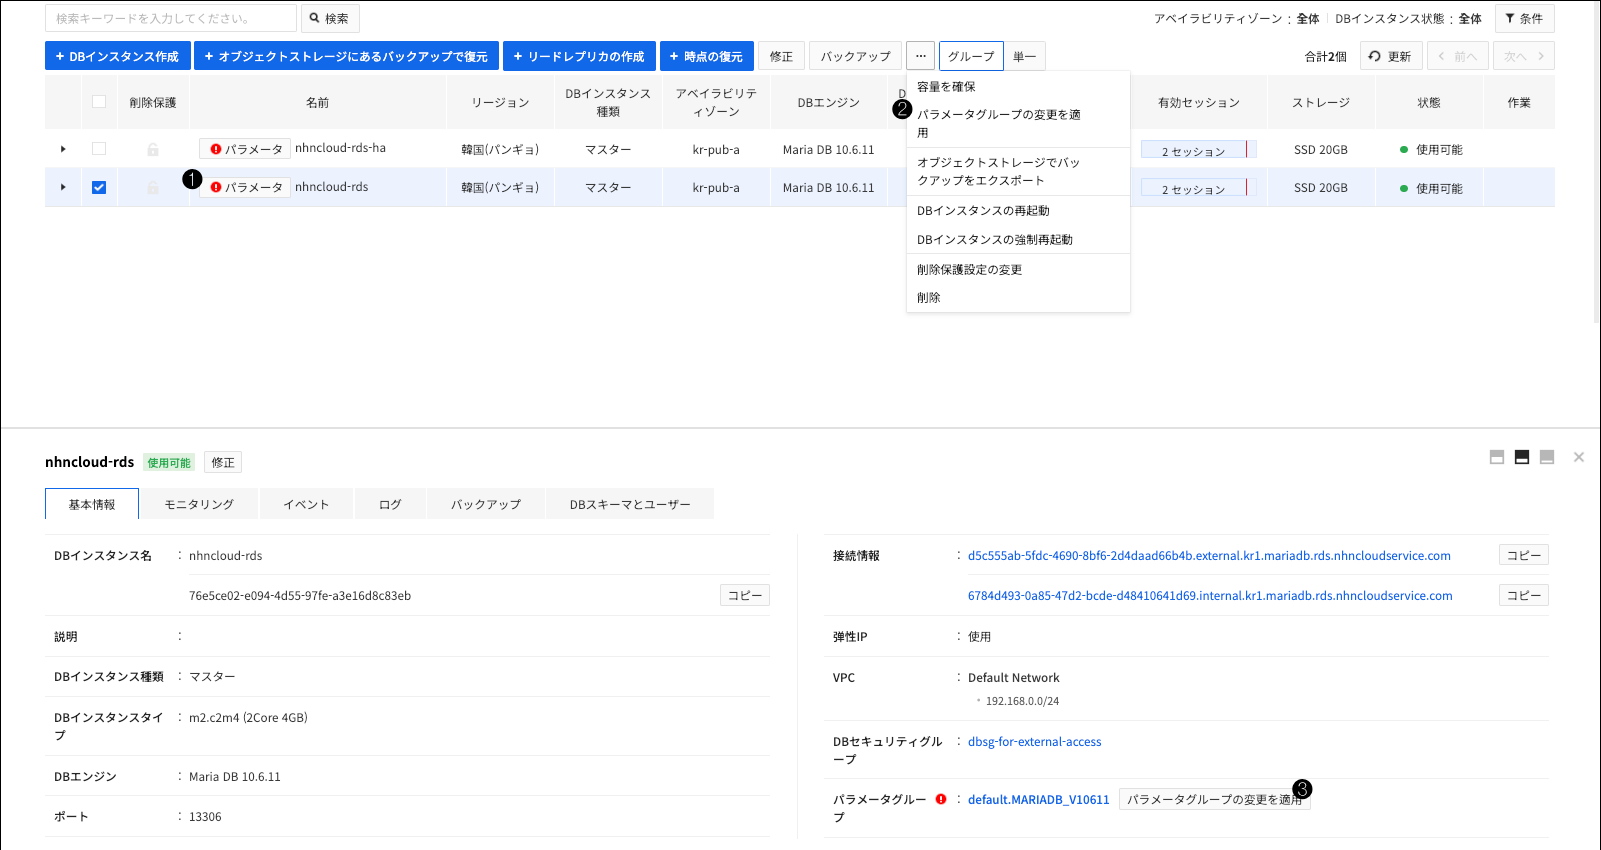 検索キーワードを入力してください。 検索 アベイラビリティゾーン : 全体 DBインスタンス状態 : 全体 条件
+ DBインスタンス作成 + オブジェクトストレージにあるバックアップで復元 + リードレプリカの作成 + 時点の復元 修正 バックアップ ... グループ 単一 合計2個 更新 前へ 次へ
削除保護 名前 リージョン DBインスタンス種類 アベイラビリティゾーン DBエンジン D 有効セッション ストレージ 状態 作業
パラメータ nhncloud-rds-ha 韓国(パンギョ) マスター kr-pub-a Maria DB 10.6.11 2 セッション SSD 20GB 使用可能
1 パラメータ nhncloud-rds 韓国(パンギョ) マスター kr-pub-a Maria DB 10.6.11 2 セッション SSD 20GB 使用可能
容量を確保
2
パラメータグループの変更を適
用
オブジェクトストレージでバッ
クアップをエクスポート
DBインスタンスの再起動
DBインスタンスの強制再起動
削除保護設定の変更
削除
nhncloud-rds 使用可能 修正
基本情報 モニタリング イベント ログ バックアップ DBスキーマとユーザー
DBインスタンス名 : nhncloud-rds
76e5ce02-e094-4d55-97fe-a3e16d8c83eb コピー
説明 :
DBインスタンス種類 : マスター
DBインスタンスタイ : m2.c2m4 (2Core 4GB)
プ
DBエンジン : Maria DB 10.6.11
ポート : 13306
接続情報 : d5c555ab-5fdc-4690-8bf6-2d4daad66b4b.external.kr1.mariadb.rds.nhncloudservice.com コピー
6784d493-0a85-47d2-bcde-d48410641d69.internal.kr1.mariadb.rds.nhncloudservice.com コピー
弾性IP : 使用
VPC : Default Network
192.168.0.0/24
DBセキュリティグル : dbsg-for-external-access
ープ
パラメータグルー : default.MARIADB_V10611 パラメータグループの変更を適用 3
プ